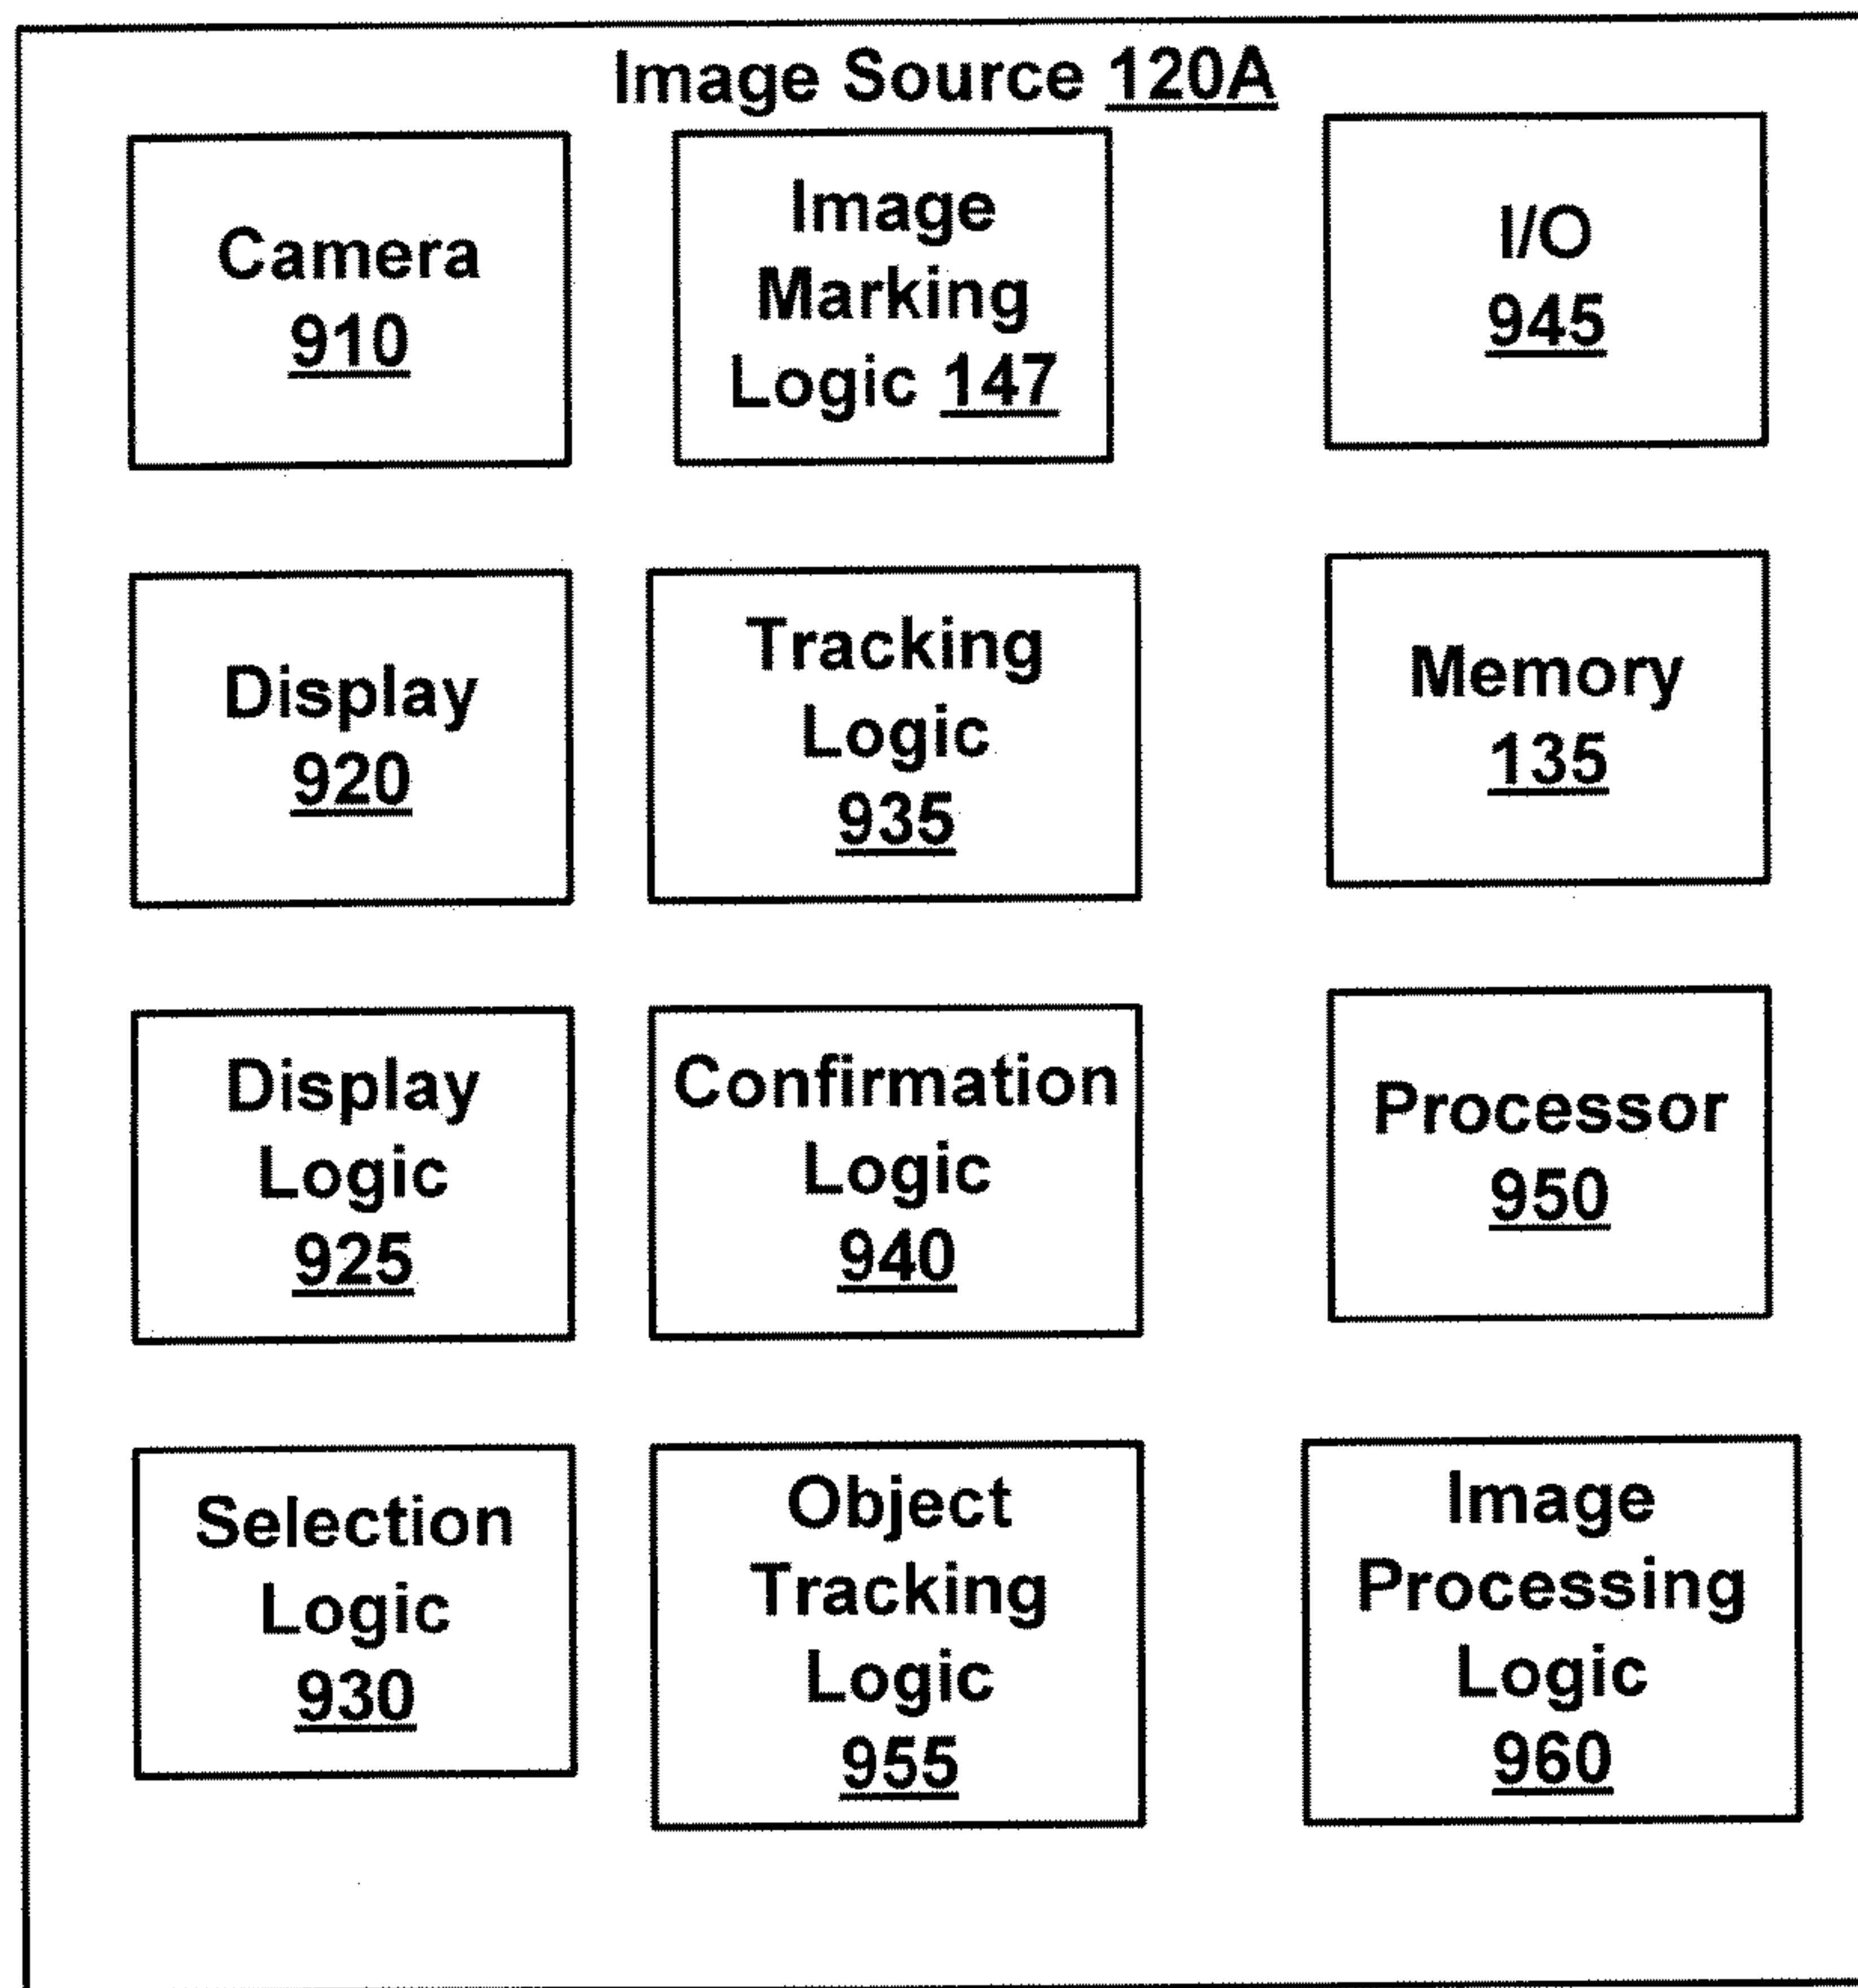 Image Source 120A
Camera
910
Image
Marking
Logic 147
I/O
945
Display
920
Tracking
Logic
935
Memory
135
Display
Logic
925
Confirmation
Logic
940
Processor
950
Selection
Logic
930
Object
Tracking
Logic
955
Image
Processing
Logic
960